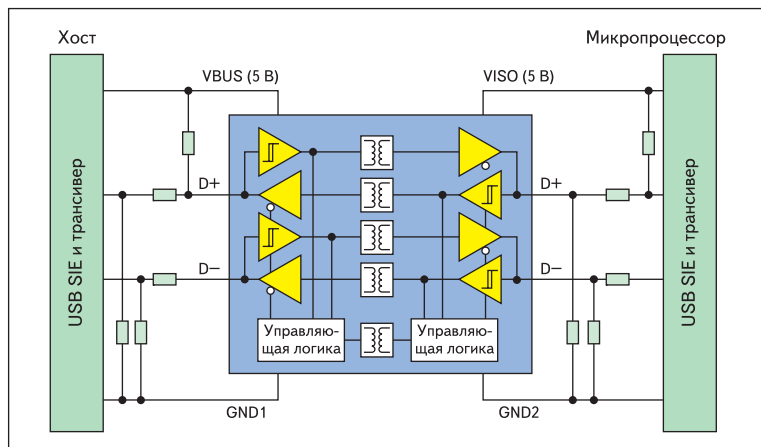 Хост
Микропроцессор
VBUS (5 В)
VISO (5 В)
USB SIE и трансивер
D+
D+
D−
D−
USB SIE и трансивер
Управляю-
щая логика
Управляю-
щая логика
GND1
GND2